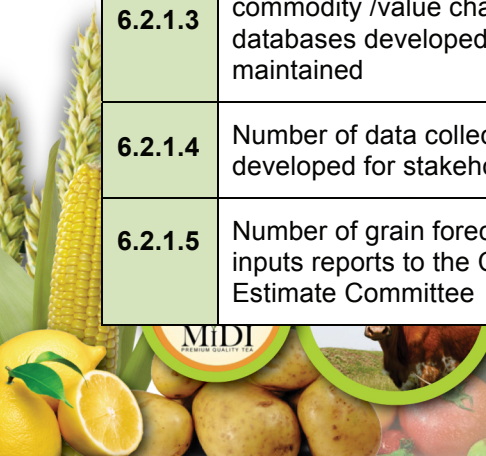 6.2.1.3
commodity /value cha
databases developed
maintained
6.2.1.4
Number of data collec
developed for stakeho
6.2.1.5
Number of grain forec
inputs reports to the
Estimate Committee
MiDI
PREMIUM QUALITY TEA